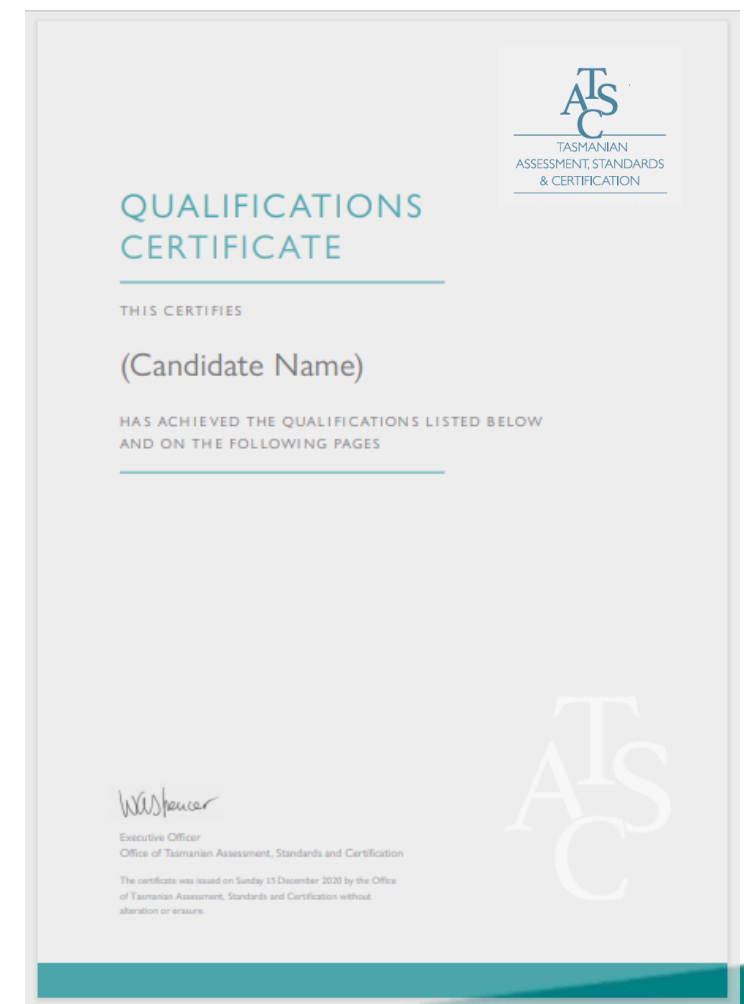 TASC
TASMANIAN
ASSESSMENT, STANDARDS
& CERTIFICATION
QUALIFICATIONS
CERTIFICATE
THIS CERTIFIES
(Candidate Name)
HAS ACHIEVED THE QUALIFICATIONS LISTED BELOW
AND ON THE FOLLOWING PAGES
TASC
WASpencer
Executive Officer
Office of Tasmanian Assessment, Standards and Certification
The certificate was issued on Sunday 15 December 2020 by the Office
of Tasmanian Assessment, Standards and Certification without
alteration or erasure.